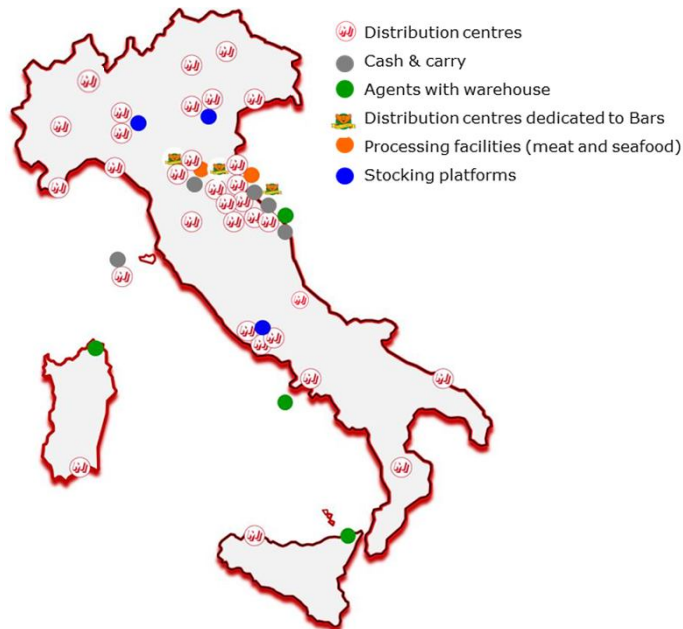 Distribution centres
Cash & carry
Agents with warehouse
Distribution centres dedicated to Bars
Processing facilities (meat and seafood)
Stocking platforms